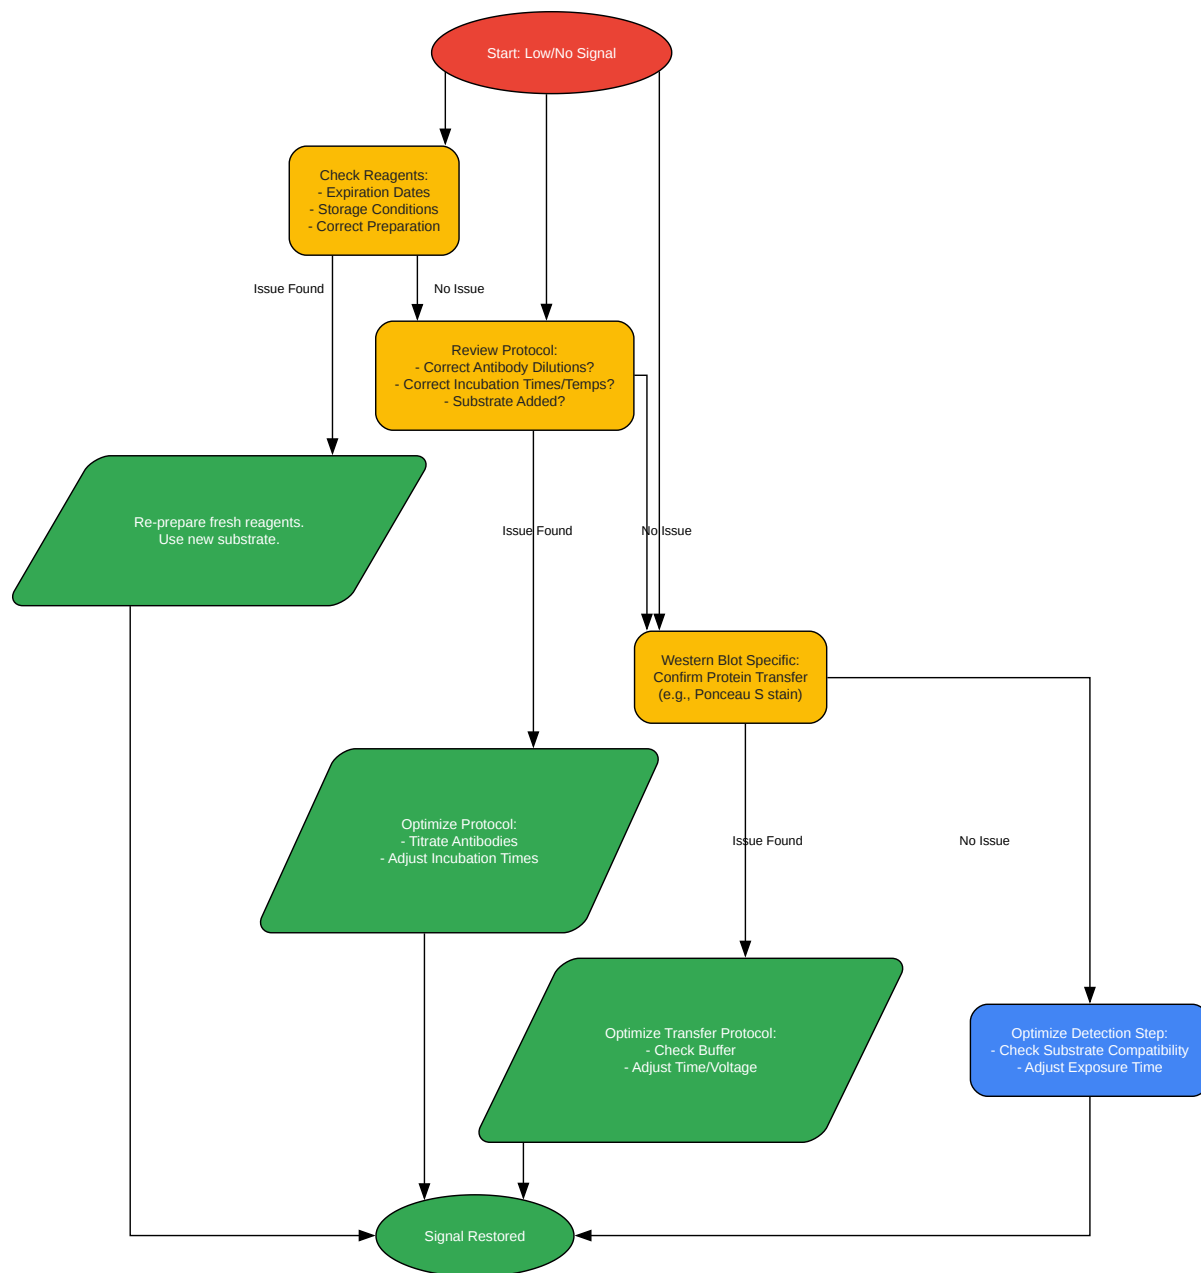 Start: Low/No Signal
Check Reagents:
- Expiration Dates
- Storage Conditions
- Correct Preparation
Issue Found
No Issue
Review Protocol:
- Correct Antibody Dilutions?
- Correct Incubation Times/Temps?
- Substrate Added?
Re-prepare fresh reagents.
Use new substrate.
Issue Found
No Issue
Western Blot Specific:
Confirm Protein Transfer
(e.g., Ponceau S stain)
Optimize Protocol:
- Titrate Antibodies
- Adjust Incubation Times
Issue Found
No Issue
Optimize Transfer Protocol:
- Check Buffer
- Adjust Time/Voltage
Optimize Detection Step:
- Check Substrate Compatibility
- Adjust Exposure Time
Signal Restored